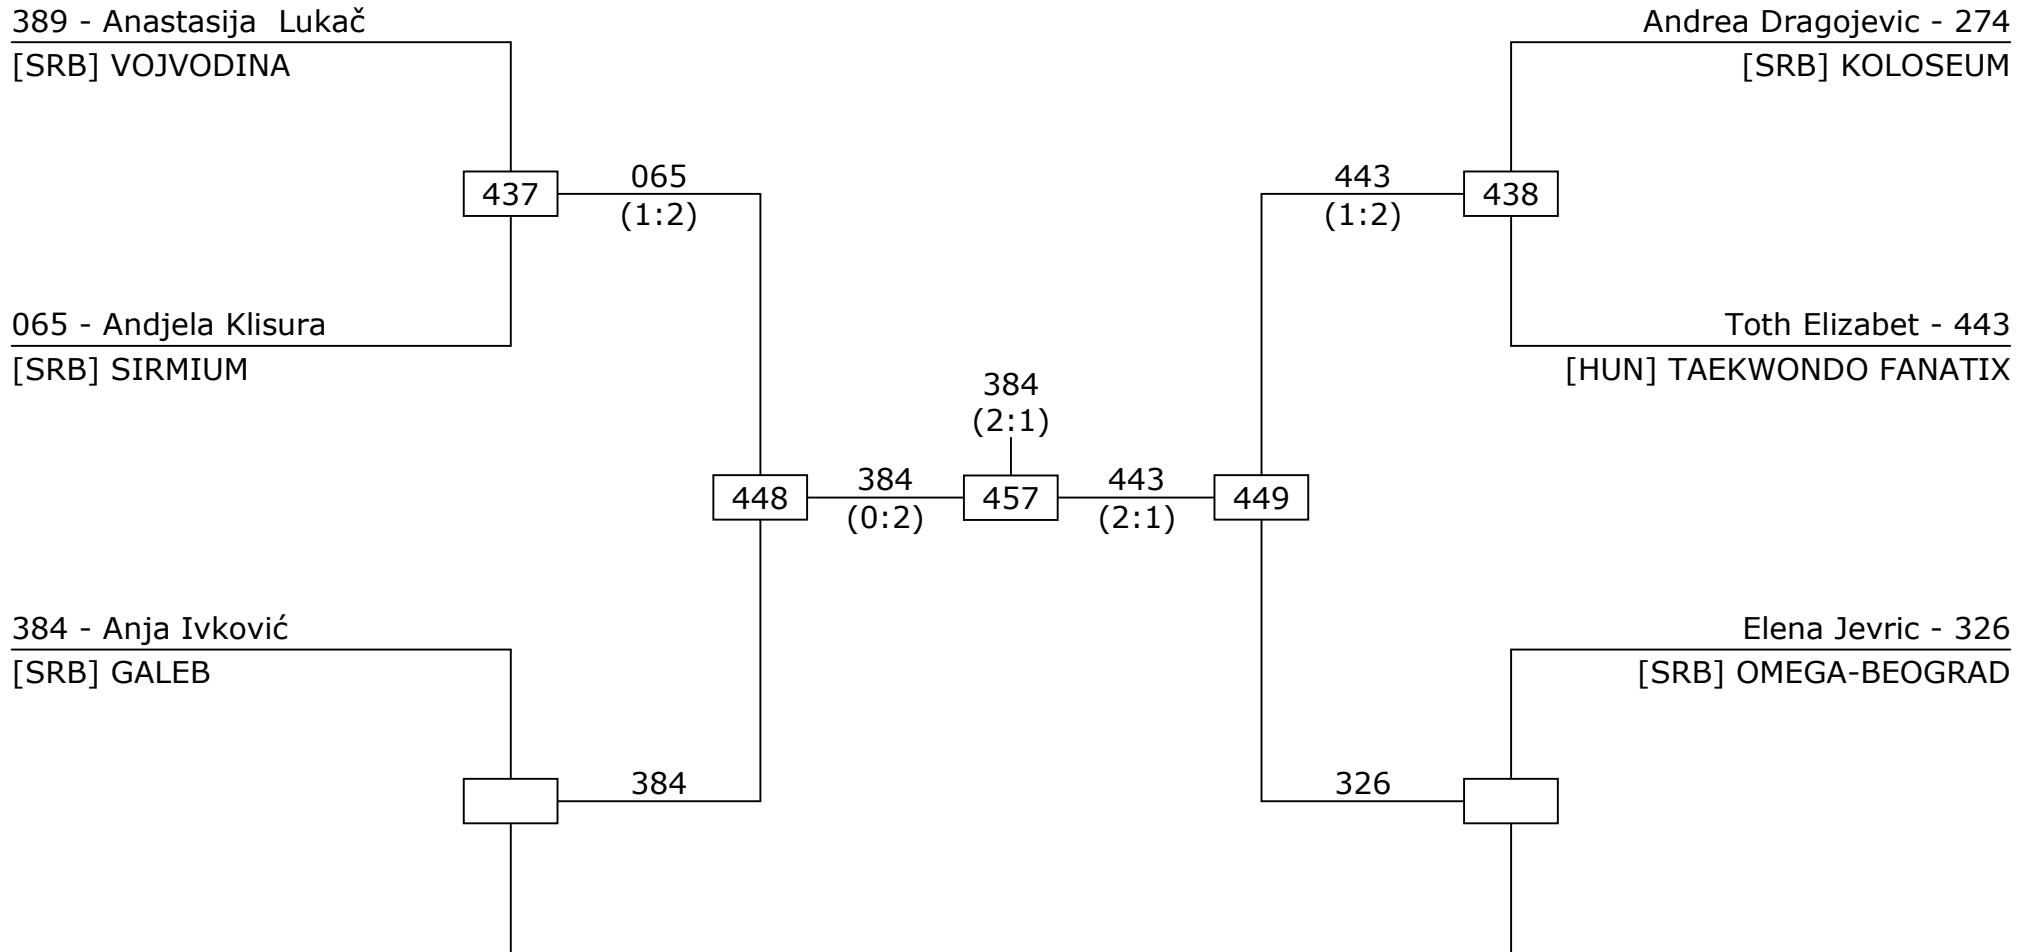 389 - Anastasija  Lukač
[SRB] VOJVODINA
Andrea Dragojevic - 274
[SRB] KOLOSEUM
437
065
(1:2)
443
(1:2)
438
065 - Andjela Klisura
[SRB] SIRMIUM
Toth Elizabet - 443
[HUN] TAEKWONDO FANATIX
384
(2:1)
448
384
(0:2)
457
443
(2:1)
449
384 - Anja Ivković
[SRB] GALEB
Elena Jevric - 326
[SRB] OMEGA-BEOGRAD
384
326